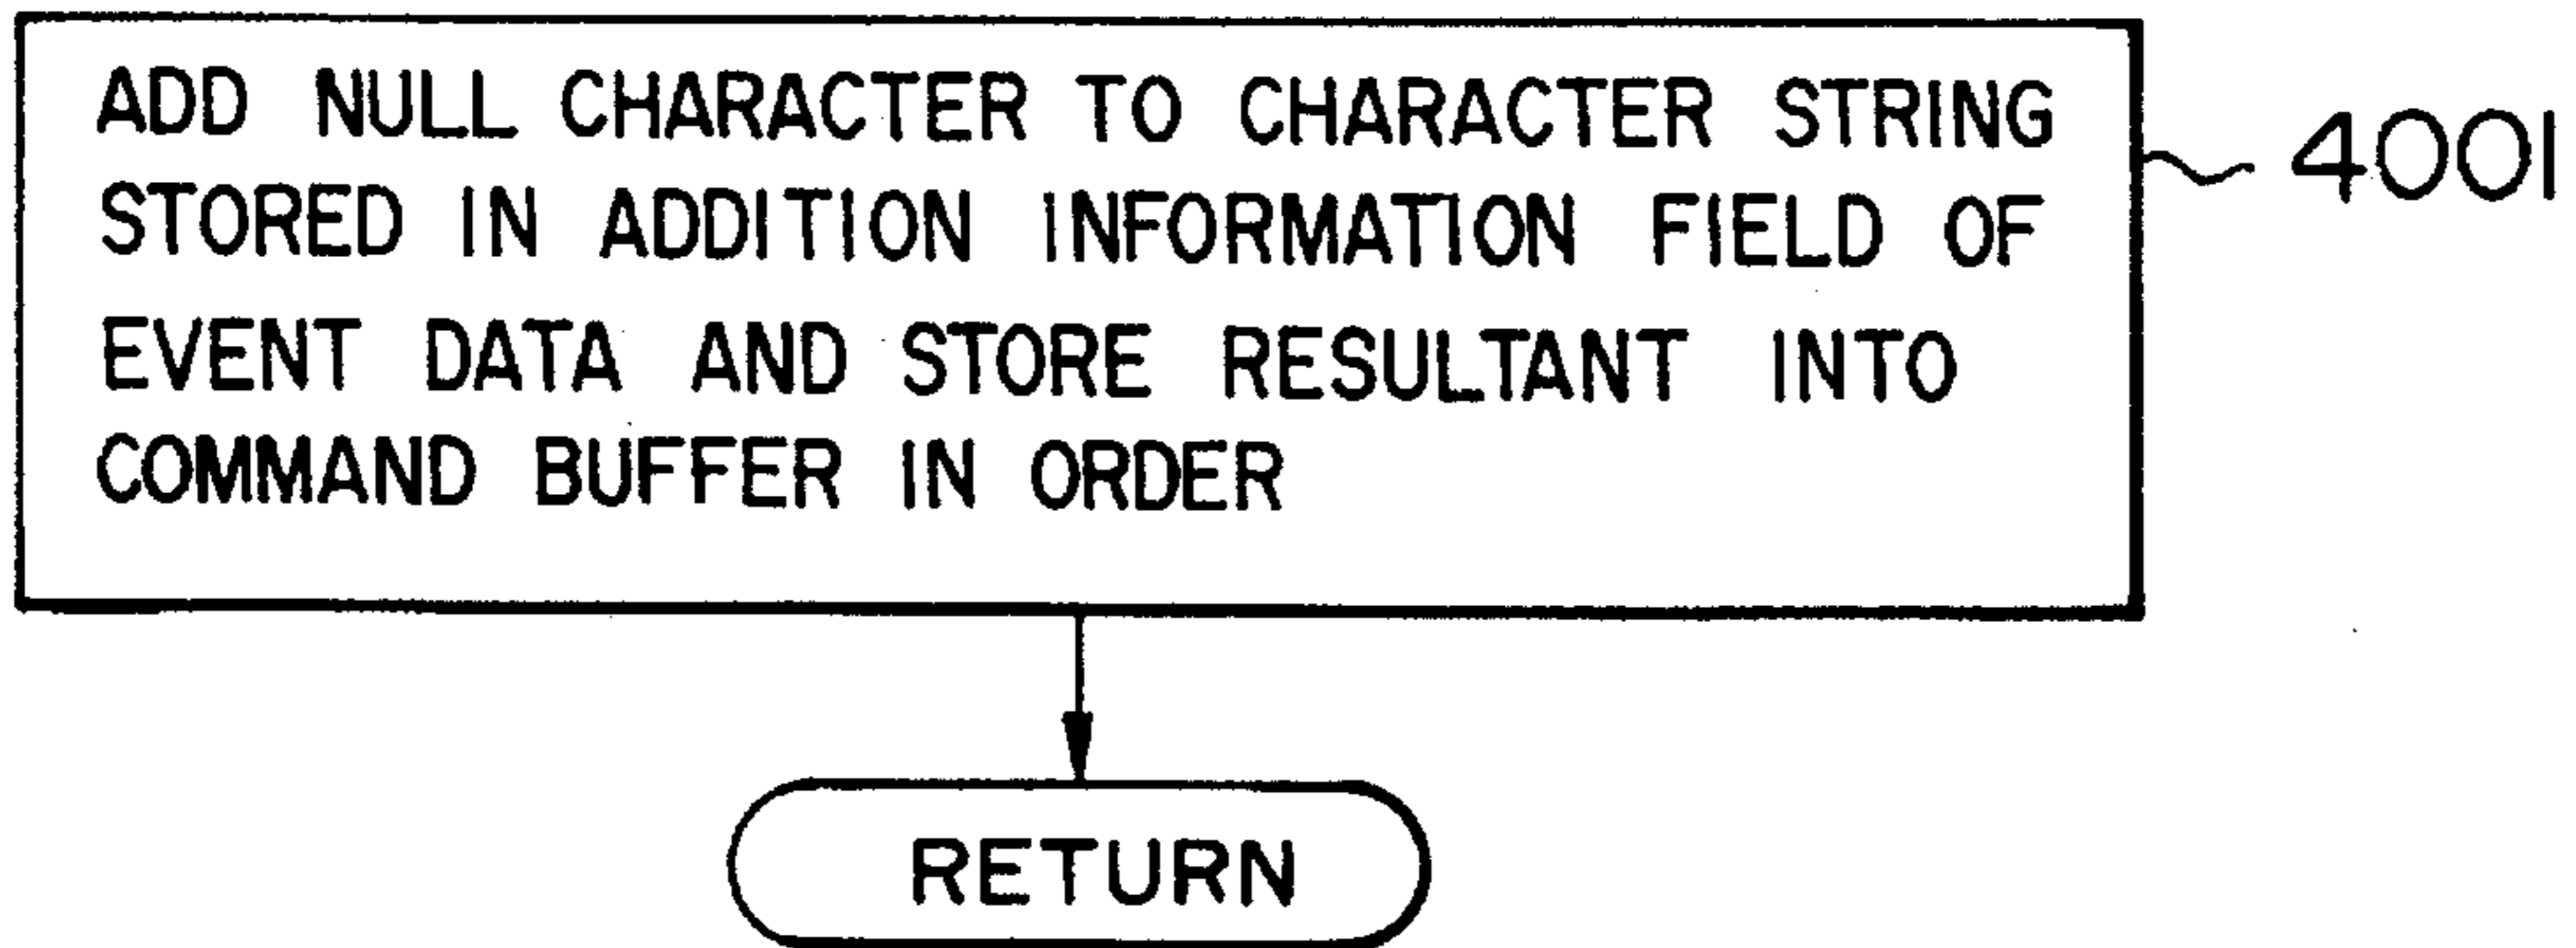 ADD NULL CHARACTER TO CHARACTER STRING
STORED IN ADDITION INFORMATION FIELD OF
EVENT DATA AND STORE RESULTANT INTO
COMMAND BUFFER IN ORDER
4001
RETURN